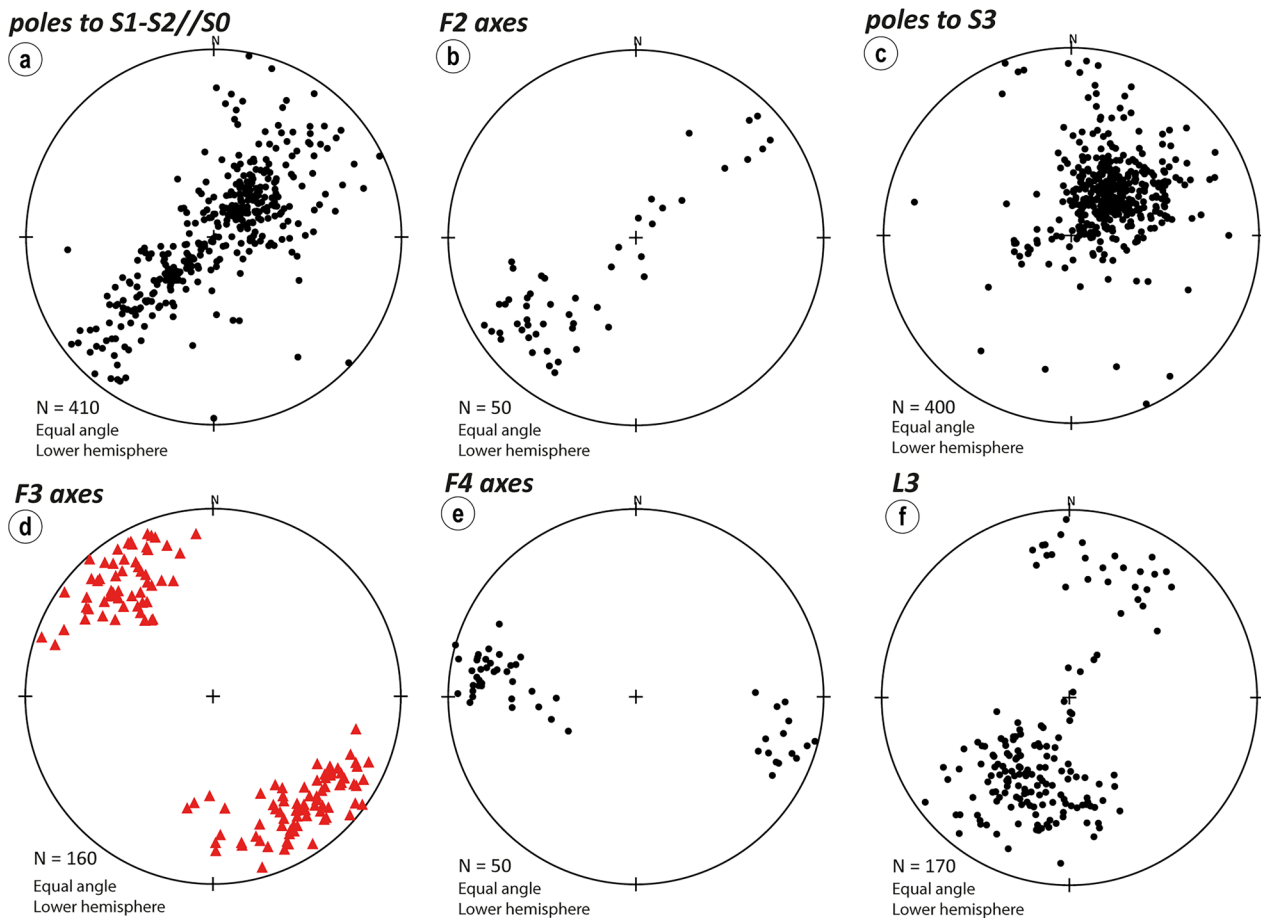 poles to S1-S2//S0
a
N
N = 410
Equal angle
Lower hemisphere
F2 axes
b
N
N = 50
Equal angle
Lower hemisphere
poles to S3
c
N
N = 400
Equal angle
Lower hemisphere
F3 axes
d
N
N = 160
Equal angle
Lower hemisphere
F4 axes
e
N
N = 50
Equal angle
Lower hemisphere
L3
f
N
N = 170
Equal angle
Lower hemisphere